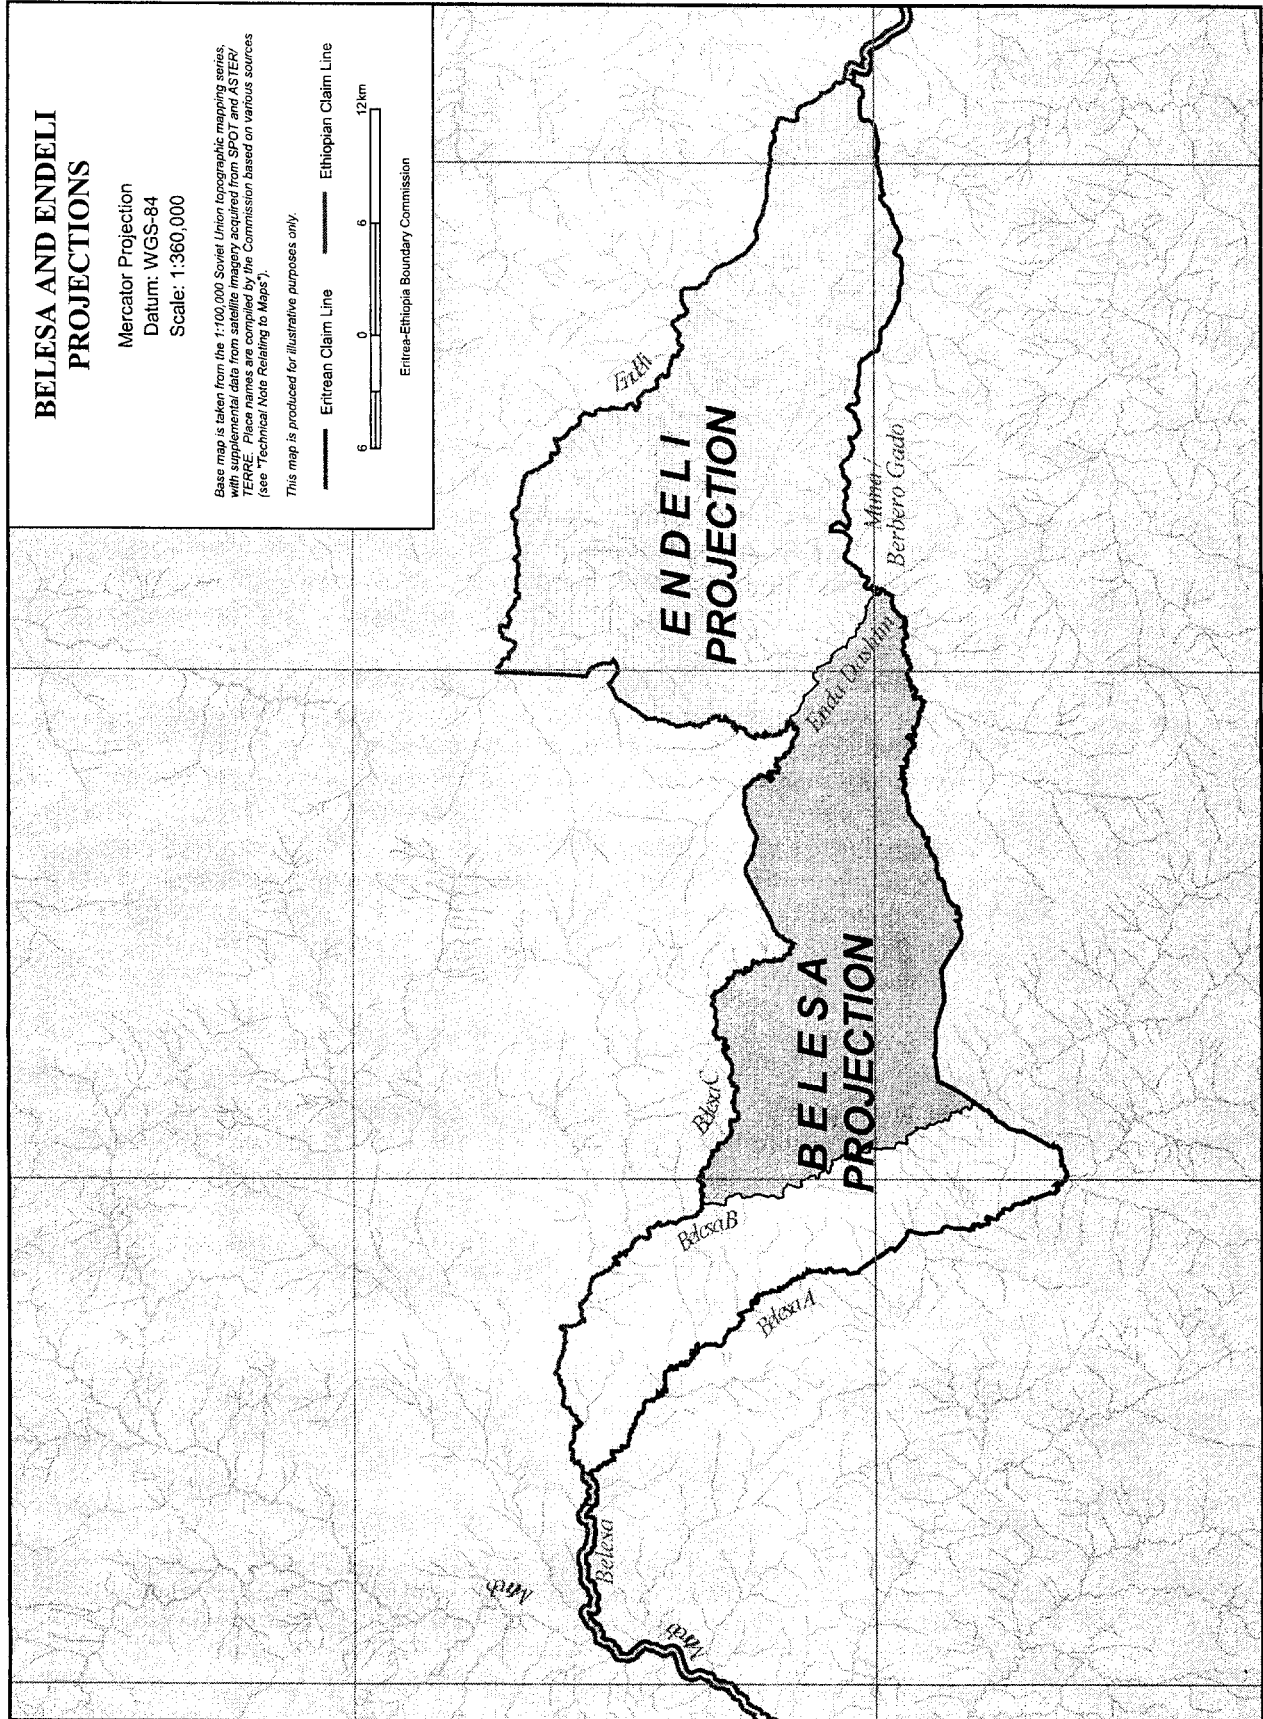 BELESA AND ENDELI
PROJECTIONS
Mercator Projection
Datum: WGS-84
Scale: 1:360,000
Base map is taken from the 1:100,000 Soviet Union topographic mapping series,
with supplemental data from satellite imagery acquired from SPOT and ASTER/
TERRE. Place names are compiled by the Commission based on various sources
(see "Technical Note Relating to Maps").
This map is produced for illustrative purposes only.
Eritrean Claim Line
Ethiopian Claim Line
6 0 6 12km
Eritrea-Ethiopia Boundary Commission
Endeli
ENDELI
PROJECTION
Muna /
Berbero Gado
Enda Dashim
BELESA
PROJECTION
Belesa C
Belesa B
Belesa A
Belesa
Mereb
Mereb